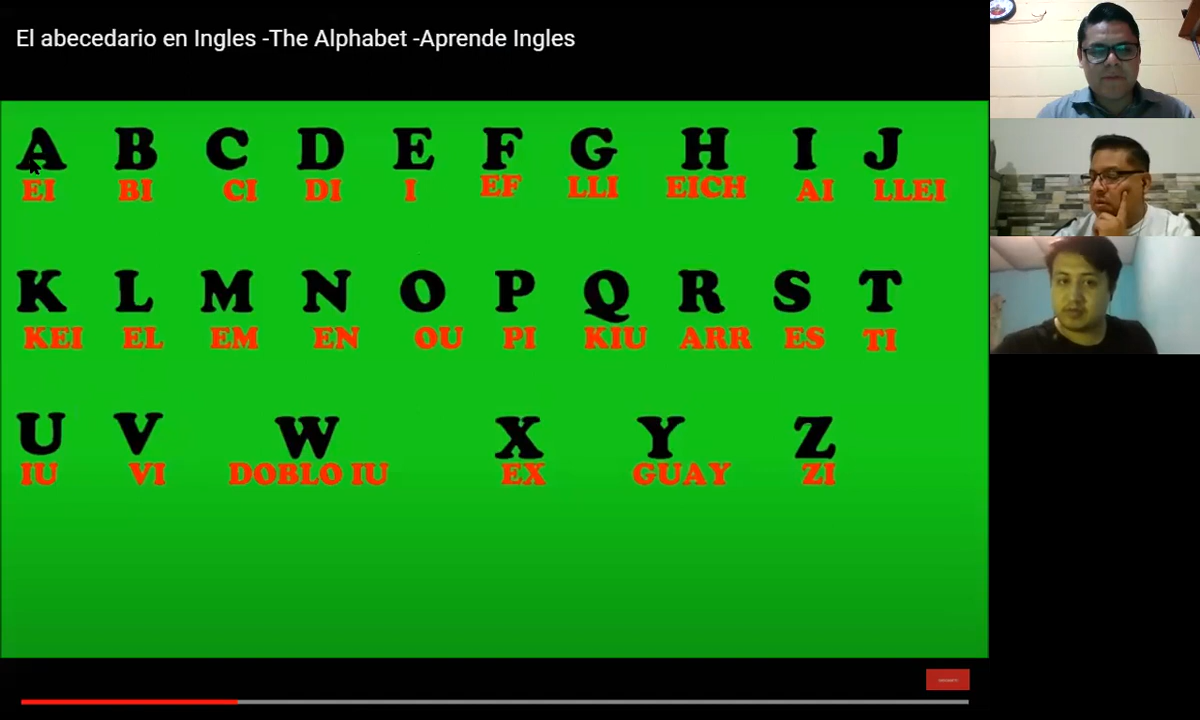 El abecedario en Ingles -The Alphabet -Aprende Ingles
A B C D E F G H I J
EI BI CI DI I EF LLI EICH AI LLEI
K L M N O P Q R S T
KEI EL EM EN OU PI KIU ARR ES TI
U V W X Y Z
IU VI DOBLO IU EX GUAY ZI